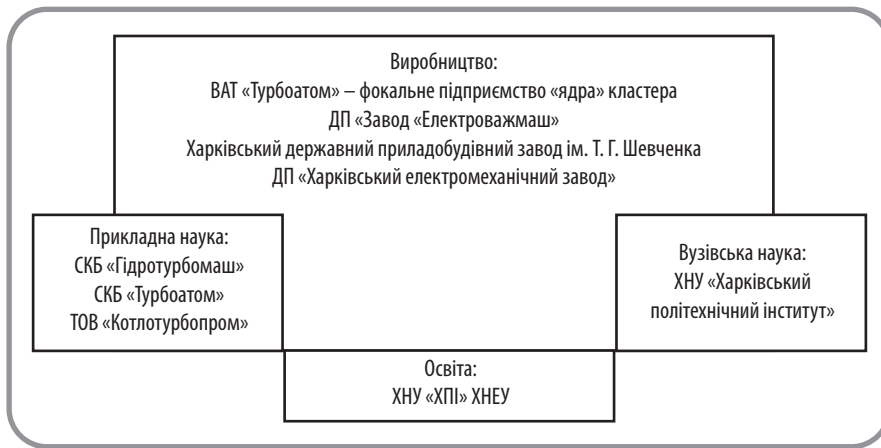 Виробництво:
ВАТ «Турбоатом» – фокальне підприємство «ядра» кластера
ДП «Завод «Електроважмаш»
Харківський державний приладобудівний завод ім. Т. Г. Шевченка
ДП «Харківський електромеханічний завод»
Прикладна наука:
СКБ «Гідротурбомаш»
СКБ «Турбоатом»
ТОВ «Котлотурбопром»
Вузівська наука:
ХНУ «Харківський
політехнічний інститут»
Освіта:
ХНУ «ХПІ» ХНЕУ